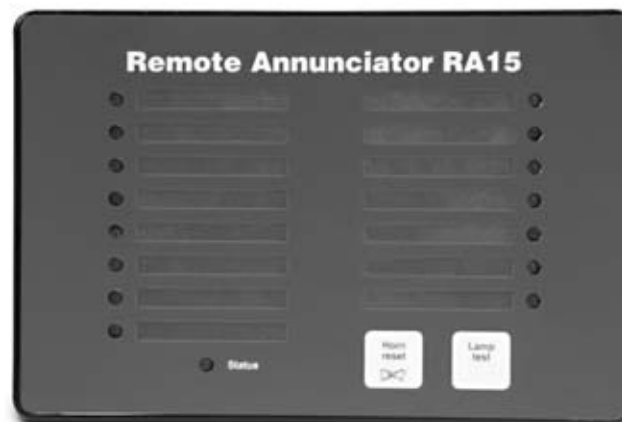 Remote Annunciator RA15
Status
Horn
reset
Lamp
test